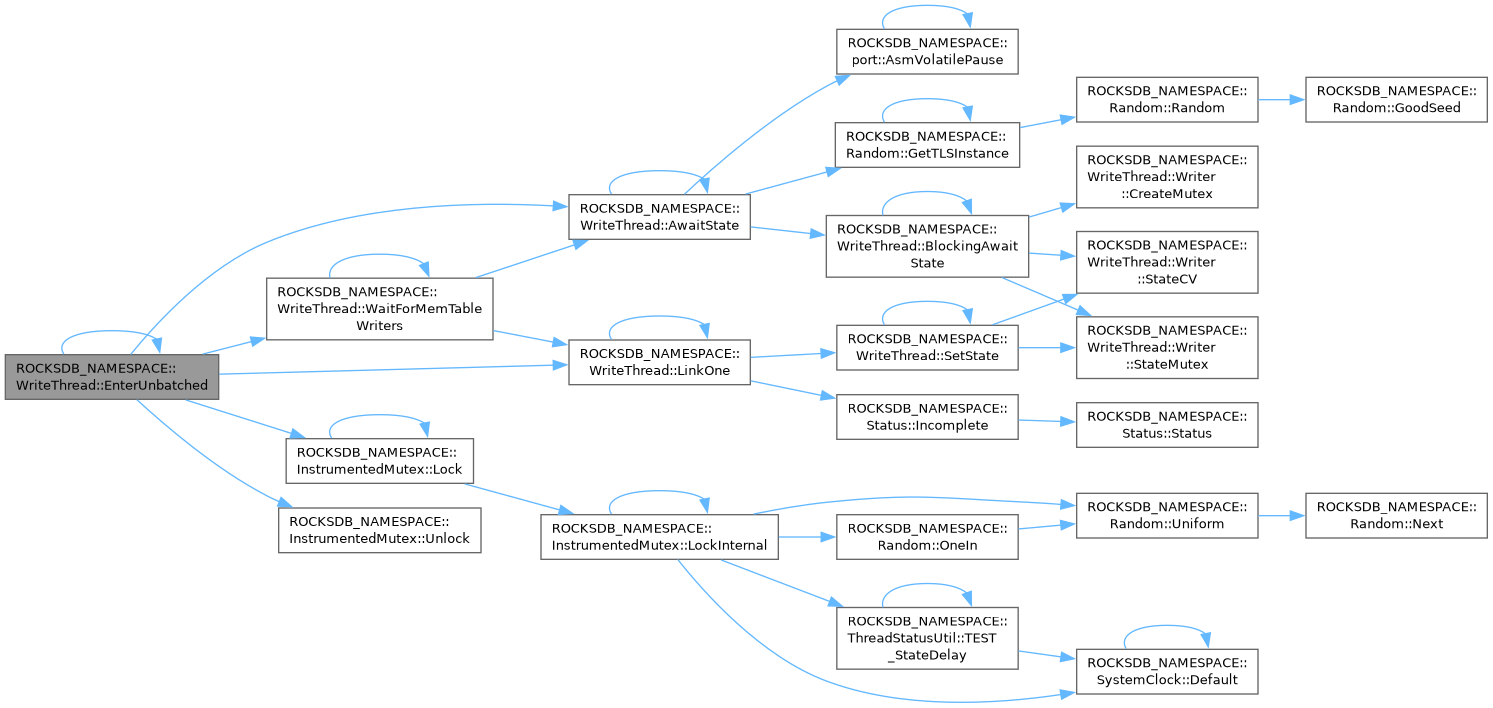 ROCKSDB_NAMESPACE::
port::AsmVolatilePause
ROCKSDB_NAMESPACE::
Random::Random
ROCKSDB_NAMESPACE::
Random::GoodSeed
ROCKSDB_NAMESPACE::
Random::GetTLSInstance
ROCKSDB_NAMESPACE::
WriteThread::Writer
::CreateMutex
ROCKSDB_NAMESPACE::
WriteThread::AwaitState
ROCKSDB_NAMESPACE::
WriteThread::BlockingAwait
State
ROCKSDB_NAMESPACE::
WriteThread::Writer
::StateCV
ROCKSDB_NAMESPACE::
WriteThread::WaitForMemTable
Writers
ROCKSDB_NAMESPACE::
WriteThread::SetState
ROCKSDB_NAMESPACE::
WriteThread::Writer
::StateMutex
ROCKSDB_NAMESPACE::
WriteThread::LinkOne
ROCKSDB_NAMESPACE::
WriteThread::EnterUnbatched
ROCKSDB_NAMESPACE::
Status::Incomplete
ROCKSDB_NAMESPACE::
Status::Status
ROCKSDB_NAMESPACE::
InstrumentedMutex::Lock
ROCKSDB_NAMESPACE::
InstrumentedMutex::Unlock
ROCKSDB_NAMESPACE::
InstrumentedMutex::LockInternal
ROCKSDB_NAMESPACE::
Random::OneIn
ROCKSDB_NAMESPACE::
Random::Uniform
ROCKSDB_NAMESPACE::
Random::Next
ROCKSDB_NAMESPACE::
ThreadStatusUtil::TEST
_StateDelay
ROCKSDB_NAMESPACE::
SystemClock::Default